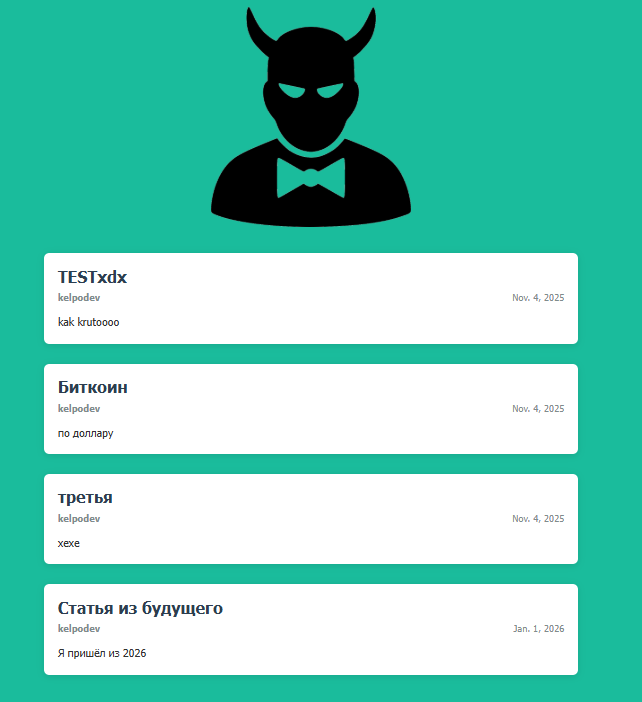 TESTxdx
kelpodev Nov. 4, 2025
kak krutoooo
Биткоин
kelpodev Nov. 4, 2025
по доллару
третья
kelpodev Nov. 4, 2025
хехе
Статья из будущего
kelpodev Jan. 1, 2026
Я пришёл из 2026